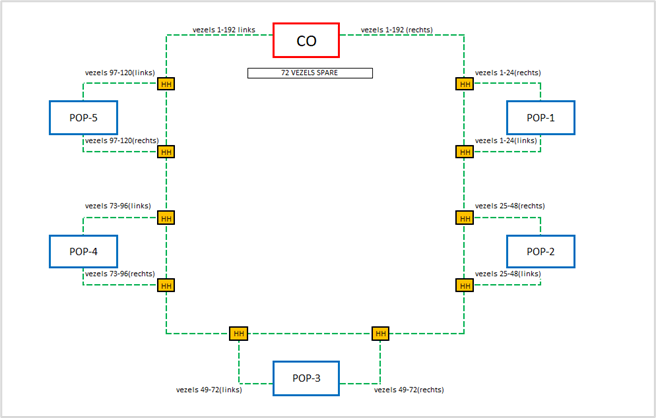 vezels 1-192 links
CO
vezels 1-192 (rechts)
72 VEZELS SPARE
vezels 97-120(links)
HH
HH
vezels 1-24(rechts)
POP-5
POP-1
vezels 97-120(rechts)
HH
HH
vezels 1-24(links)
vezels 73-96(links)
HH
HH
vezels 25-48(rechts)
POP-4
POP-2
vezels 73-96(rechts)
HH
HH
vezels 25-48(links)
HH
HH
POP-3
vezels 49-72(links)
vezels 49-72(rechts)